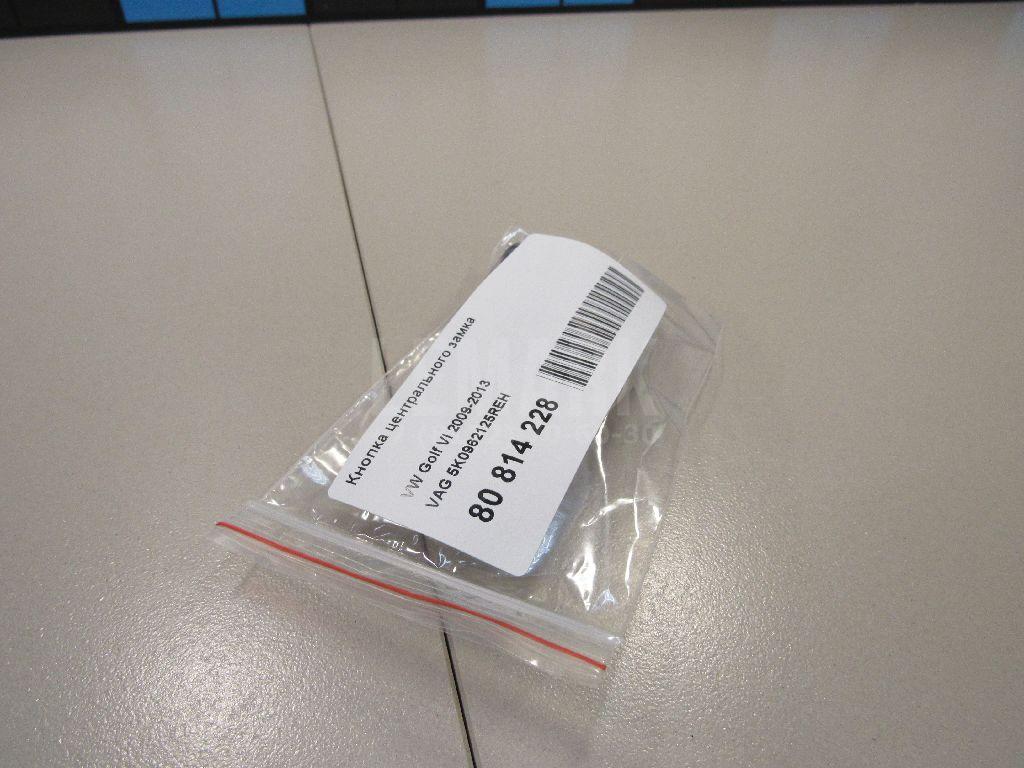 Кнопка центрального замка
VW Golf VI 2009-2013
VAG 5K0962125REH
80 814 228